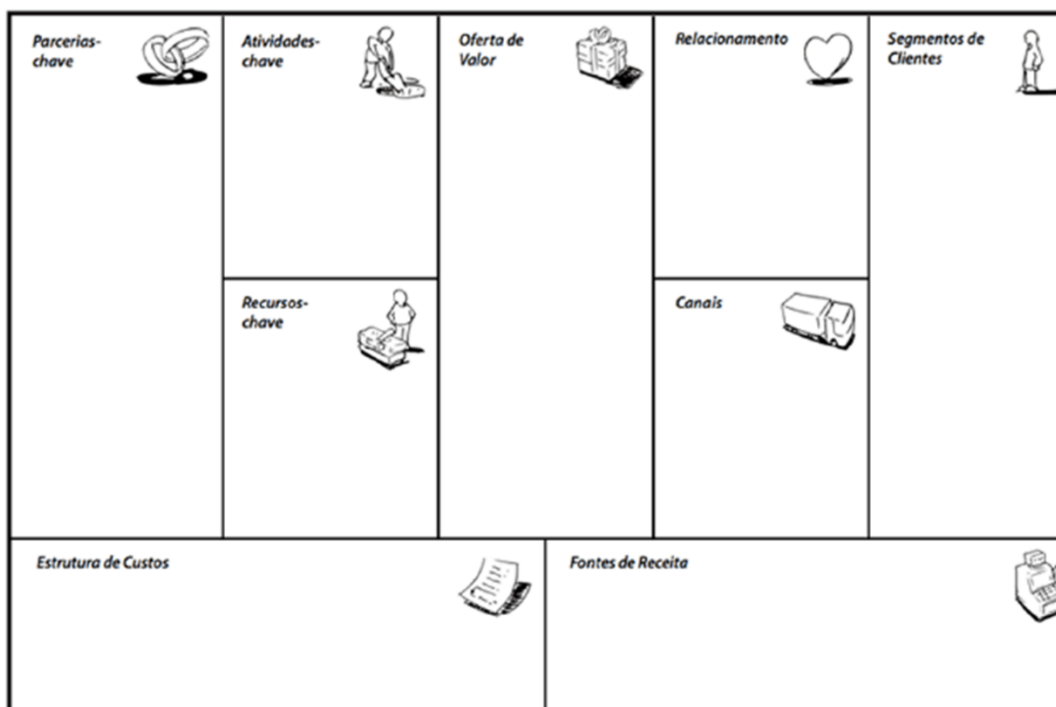 Parcerias-
chave
Atividades-
chave
Oferta de
Valor
Relacionamento
Segmentos de
Clientes
Recursos-
chave
Canais
Estrutura de Custos
Fontes de Receita